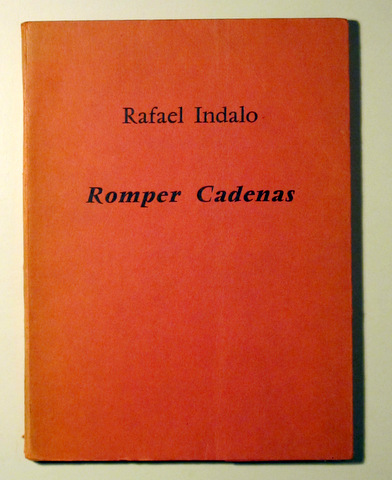 Rafael Indalo
Romper Cadenas